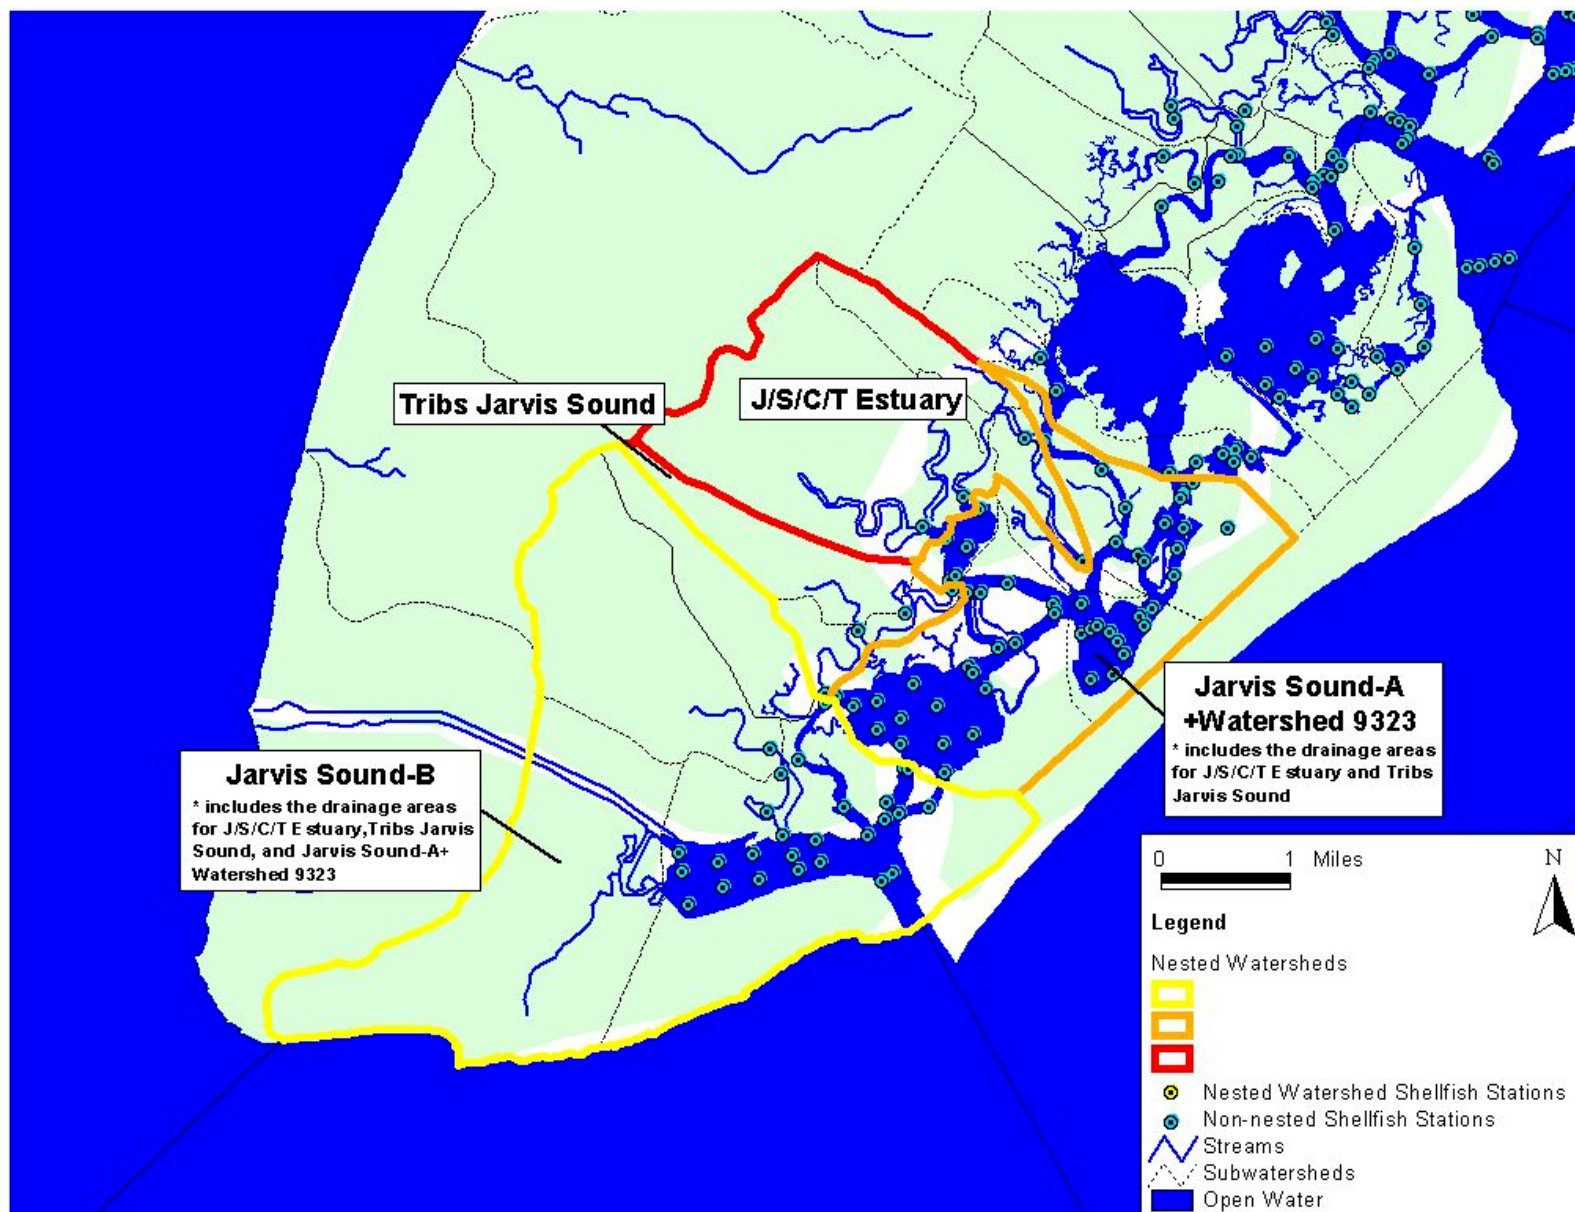 Tribs Jarvis Sound
J/S/C/T Estuary
Jarvis Sound-A
+Watershed 9323
* includes the drainage areas
for J/S/C/T Estuary and Tribs
Jarvis Sound
Jarvis Sound-B
* includes the drainage areas
for J/S/C/T Estuary,Tribs Jarvis
Sound, and Jarvis Sound-A+
Watershed 9323
0 1 Miles
N
Legend
Nested Watersheds
Nested Watershed Shellfish Stations
Non-nested Shellfish Stations
Streams
Subwatersheds
Open Water